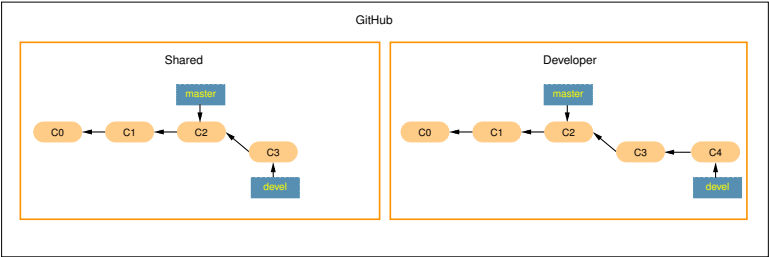 GitHub
Shared
Developer
master
master
C0
C1
C2
C0
C1
C2
C3
C3
C4
devel
devel